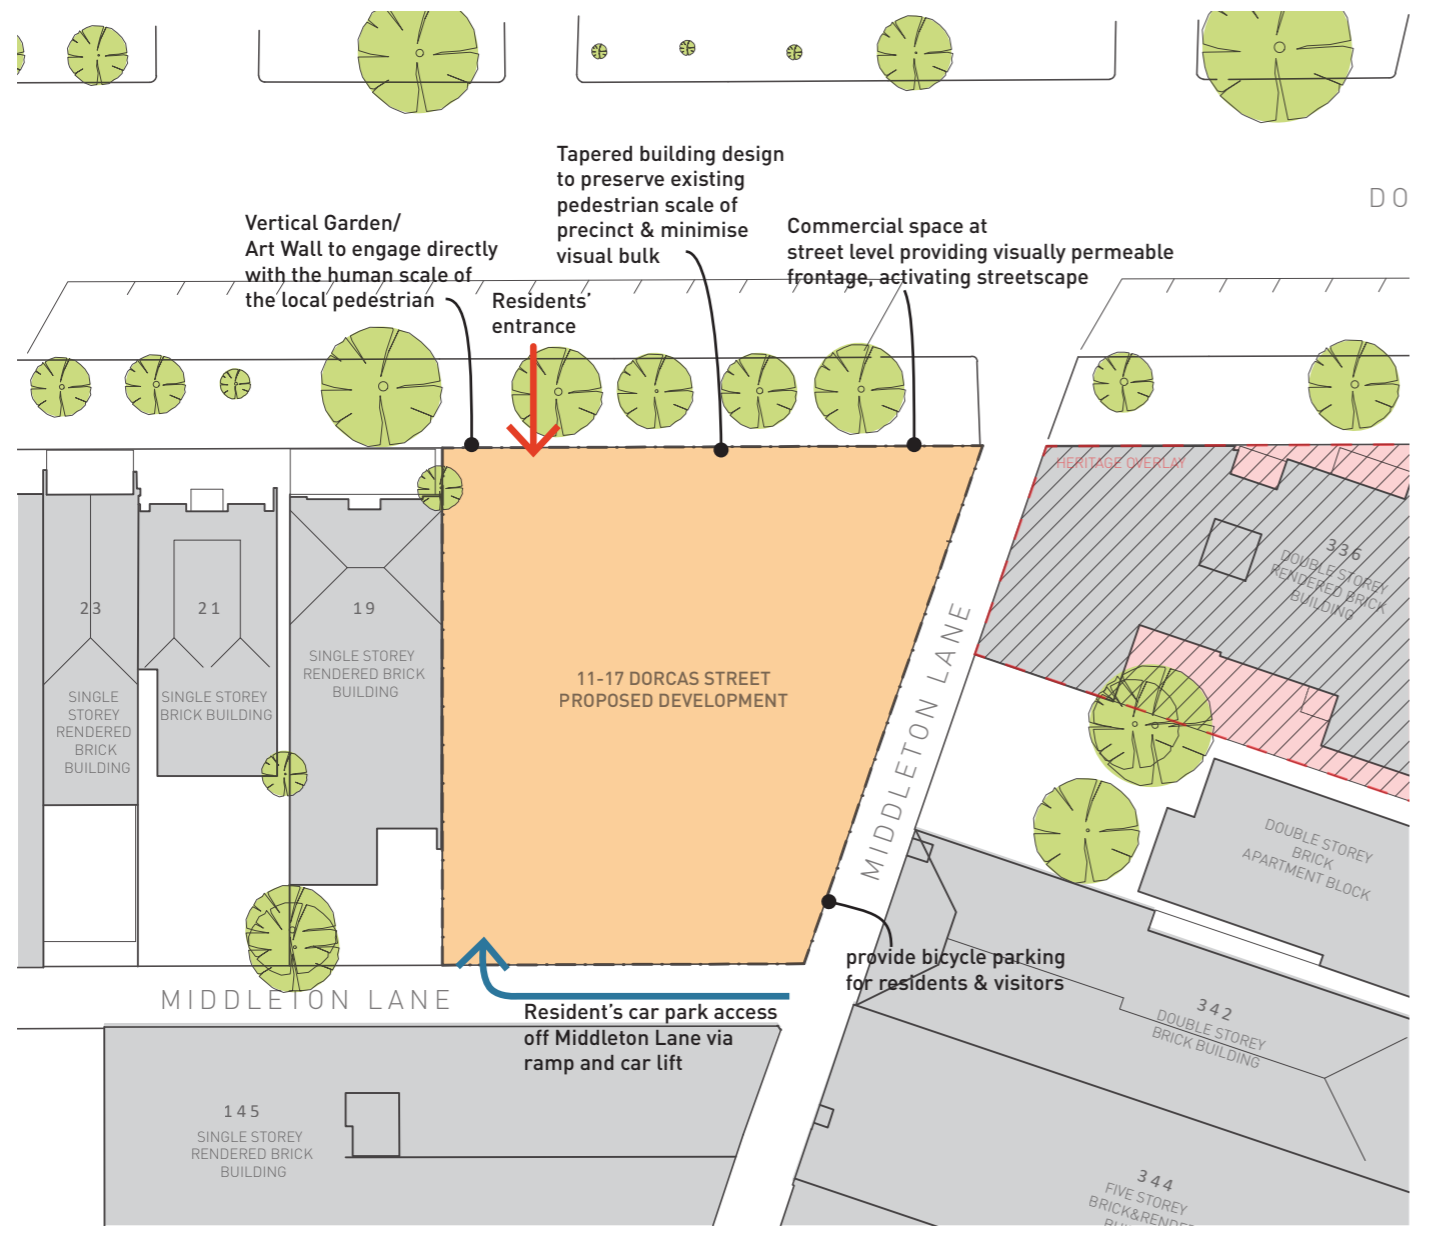 Tapered building design
to preserve existing
pedestrian scale of
precinct & minimise
visual bulk
DO
Vertical Garden/
Art Wall to engage directly
with the human scale of
the local pedestrian
Commercial space at
street level providing visually permeable
frontage, activating streetscape
Residents'
entrance
HERITAGE OVERLAY
336
DOUBLE STOREY
RENDERED BRICK
BUILDING
23
SINGLE
STOREY
RENDERED
BRICK
BUILDING
21
SINGLE STOREY
BRICK BUILDING
19
SINGLE STOREY
RENDERED BRICK
BUILDING
11-17 DORCAS STREET
PROPOSED DEVELOPMENT
MIDDLETON LANE
DOUBLE STOREY
BRICK
APARTMENT BLOCK
provide bicycle parking
for residents & visitors
MIDDLETON LANE
Resident's car park access
off Middleton Lane via
ramp and car lift
342
DOUBLE STOREY
BRICK BUILDING
145
SINGLE STOREY
RENDERED BRICK
BUILDING
344
FIVE STOREY